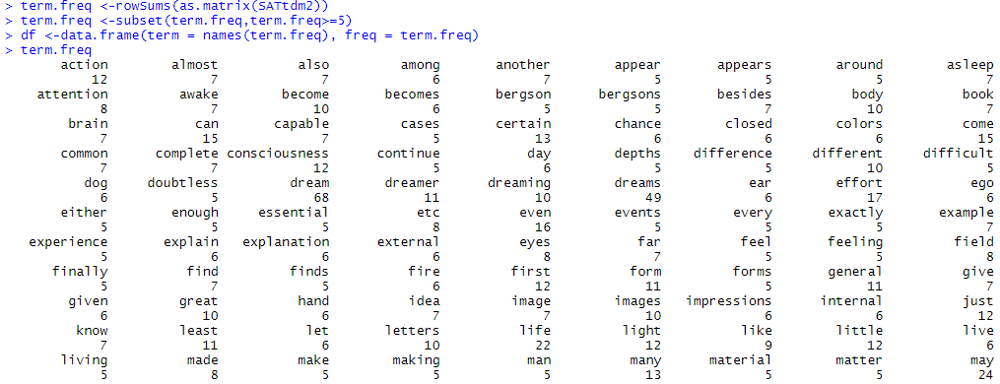 > term.freq <-rowSums(as.matrix(SATtdm2))
> term.freq <-subset(term.freq,term.freq>=5)
> df <-data.frame(term = names(term.freq), freq = term.freq)
> term.freq
action almost also among another appear appears around asleep
12 7 7 6 7 5 5 5 7
attention awake become becomes bergson bergsons besides body book
8 7 10 6 5 5 7 10 7
brain can capable cases certain chance closed colors come
7 15 7 5 13 6 6 6 15
common complete consciousness continue day depths difference different difficult
7 7 12 5 6 5 5 10 5
dog doubtless dream dreamer dreaming dreams ear effort ego
6 5 68 11 10 49 6 17 6
either enough essential etc even events every exactly example
5 5 5 8 16 5 5 5 7
experience explain explanation external eyes far feel feeling field
5 6 6 6 8 7 5 5 8
finally find finds fire first form forms general give
5 7 5 6 12 11 5 11 7
given great hand idea image images impressions internal just
6 10 6 7 7 10 6 6 12
know least let letters life light like little live
7 11 6 10 22 12 9 12 6
living made make making man many material matter may
5 8 5 5 5 13 5 5 24